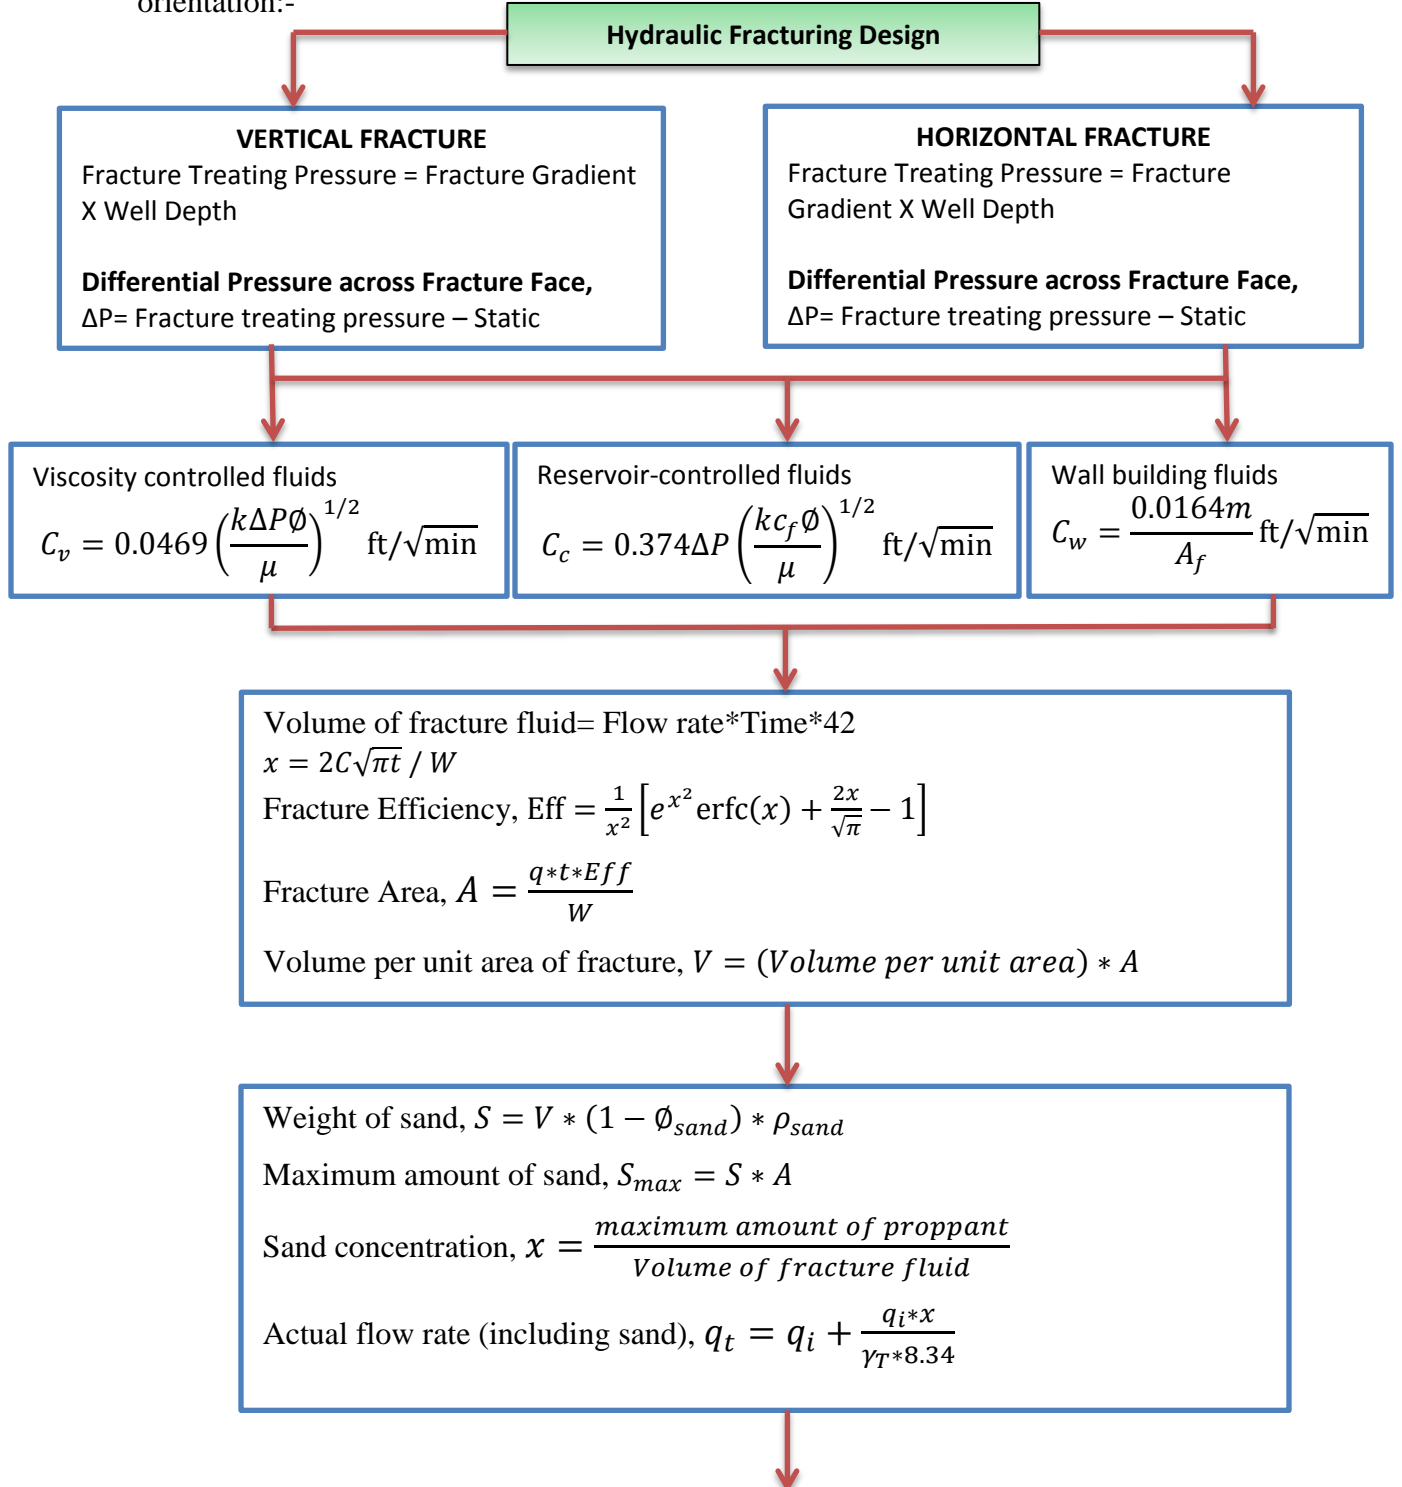 orientation:-
Hydraulic Fracturing Design
VERTICAL FRACTURE
Fracture Treating Pressure = Fracture Gradient
X Well Depth
Differential Pressure across Fracture Face,
ΔP= Fracture treating pressure – Static
HORIZONTAL FRACTURE
Fracture Treating Pressure = Fracture
Gradient X Well Depth
Differential Pressure across Fracture Face,
ΔP= Fracture treating pressure – Static
Viscosity controlled fluids
C_v = 0.0469 (kΔP∅/μ)^{1/2} ft/√min
Reservoir-controlled fluids
C_c = 0.374ΔP (kc_f∅/μ)^{1/2} ft/√min
Wall building fluids
C_w = 0.0164m/A_f ft/√min
Volume of fracture fluid= Flow rate*Time*42
x = 2C√πt / W
Fracture Efficiency, Eff = 1/x² [e^{x²} erfc(x) + 2x/√π − 1]
Fracture Area, A = q*t*Eff/W
Volume per unit area of fracture, V = (Volume per unit area) * A
Weight of sand, S = V * (1 − ∅_sand) * ρ_sand
Maximum amount of sand, S_max = S * A
Sand concentration, x = maximum amount of proppant/Volume of fracture fluid
Actual flow rate (including sand), q_t = q_i + q_i*x/γ_T*8.34